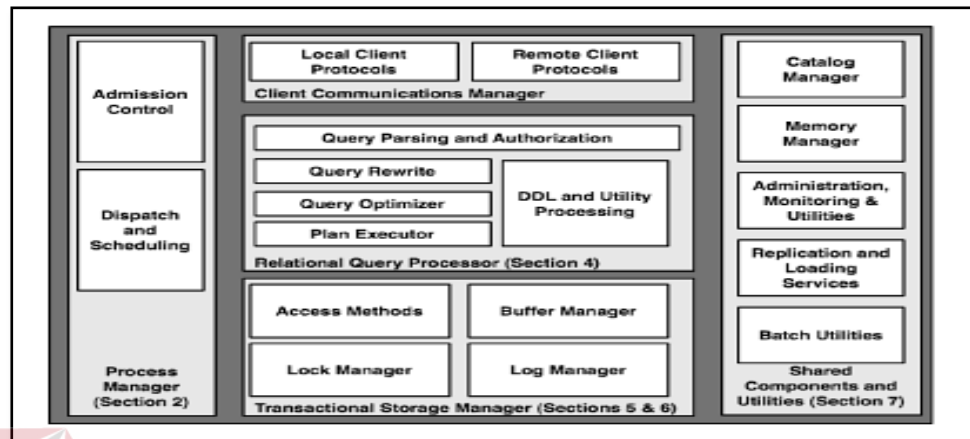 Admission
Control
Dispatch
and
Scheduling
Process
Manager
(Section 2)
Local Client
Protocols
Remote Client
Protocols
Client Communications Manager
Query Parsing and Authorization
Query Rewrite
Query Optimizer
Plan Executor
DDL and Utility
Processing
Relational Query Processor (Section 4)
Access Methods
Buffer Manager
Lock Manager
Log Manager
Transactional Storage Manager (Sections 5 & 6)
Catalog
Manager
Memory
Manager
Administration,
Monitoring &
Utilities
Replication and
Loading
Services
Batch Utilities
Shared
Components and
Utilities (Section 7)